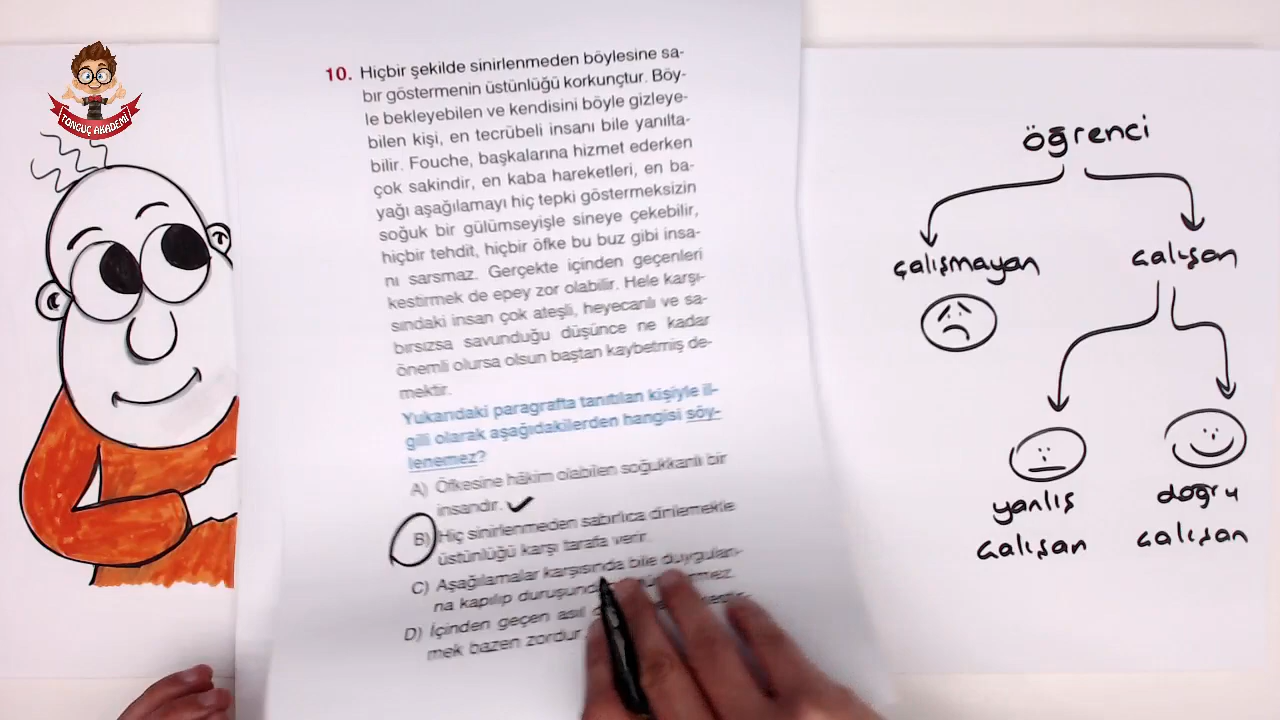 TONGUÇ AKADEMİ
10. Hiçbir şekilde sinirlenmeden böylesine sa-
bır göstermenin üstünlüğü korkunçtur. Böy-
le bekleyebilen ve kendisini böyle gizleye-
bilen kişi, en tecrübeli insanı bile yanılta-
bilir. Fouche, başkalarına hizmet ederken
çok sakindir, en kaba hareketleri, en ba-
yağı aşağılamayı hiç tepki göstermeksizin
soğuk bir gülümseyişle sineye çekebilir,
hiçbir tehdit, hiçbir öfke bu buz gibi insa-
nı sarsmaz. Gerçekte içinden geçenleri
kestirmek de epey zor olabilir. Hele karşı-
sındaki insan çok ateşli, heyecanlı ve sa-
bırsızsa savunduğu düşünce ne kadar
önemli olursa olsun baştan kaybetmiş de-
mektir.
Yukarıdaki paragrafta tanıtılan kişiyle il-
gili olarak aşağıdakilerden hangisi söy-
lenemez?
A) Öfkesine hâkim olabilen soğukkanlı bir
insandır.
B) Hiç sinirlenmeden sabırlıca dinlemekle
üstünlüğü karşı tarafa verir.
C) Aşağılamalar karşısında bile duyguları-
na kapılıp
D) İçinden geçen asıl
mek bazen zordur.
öğrenci
çalışmayan
çalışan
yanlış
çalışan
doğru
çalışan